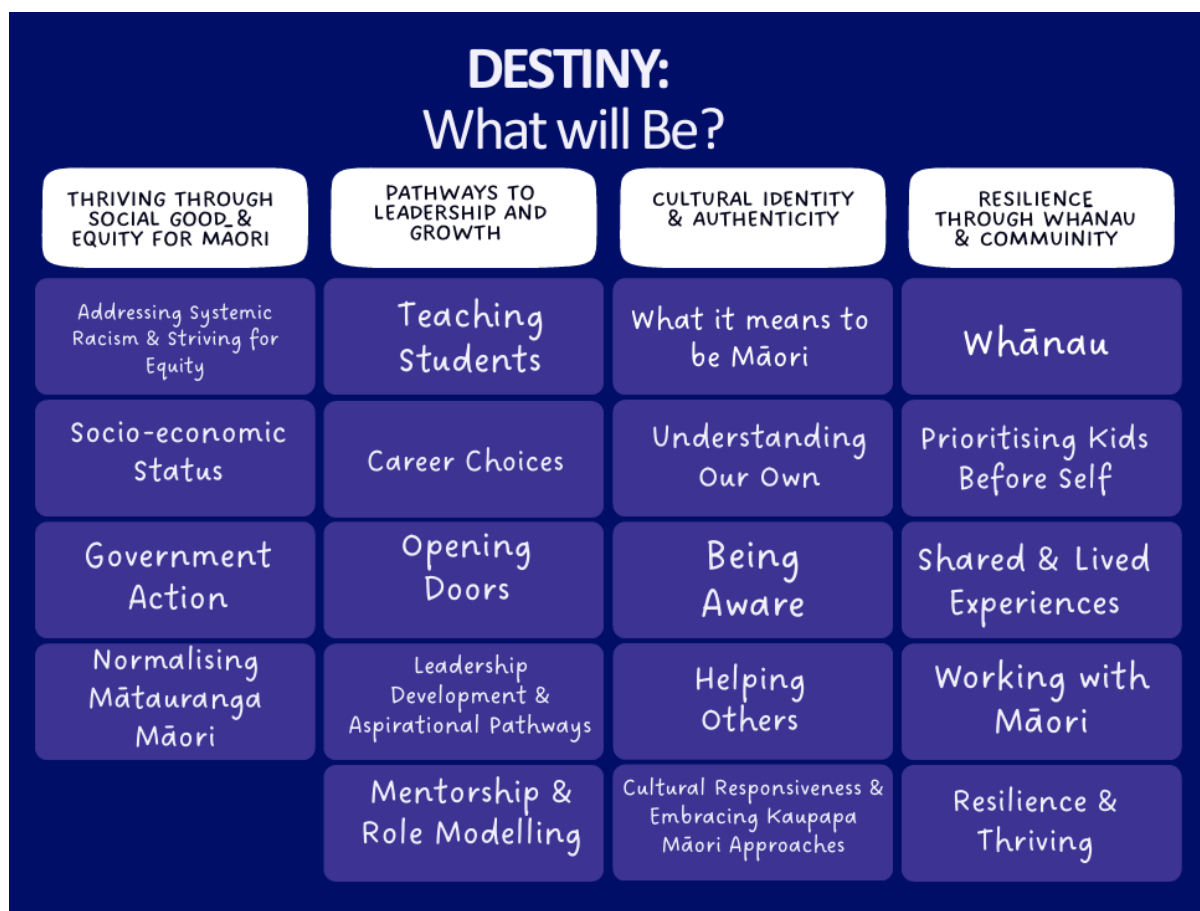 DESTINY:
What will Be?
THRIVING THROUGH
SOCIAL GOOD_&
EQUITY FOR MAORI
PATHWAYS TO
LEADERSHIP AND
GROWTH
CULTURAL IDENTITY
& AUTHENTICITY
RESILIENCE
THROUGH WHANAU
& COMMUINITY
Addressing Systemic
Racism & Striving for
Equity
Teaching
Students
What it means to
be Māori
Whānau
Socio-economic
Status
Career Choices
Understanding
Our Own
Prioritising Kids
Before Self
Government
Action
Opening
Doors
Being
Aware
Shared & Lived
Experiences
Normalising
Mātauranga
Māori
Leadership
Development &
Aspirational Pathways
Helping
Others
Working with
Māori
Mentorship &
Role Modelling
Cultural Responsiveness &
Embracing Kaupapa
Māori Approaches
Resilience &
Thriving